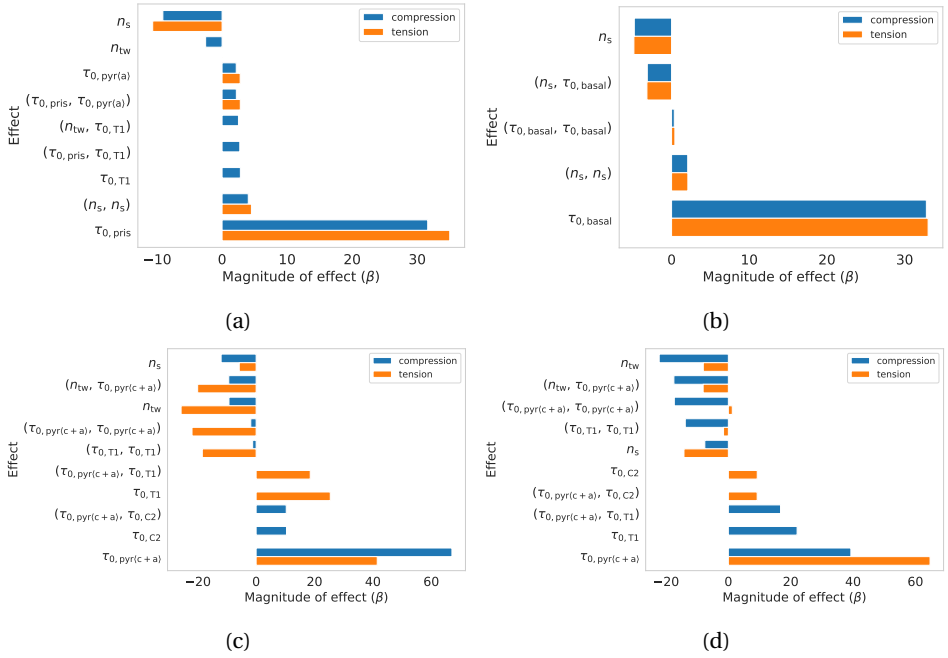 compression
tension
Effect
n_s
n_tw
τ_0, pyr⟨a⟩
(τ_0, pris, τ_0, pyr⟨a⟩)
(n_tw, τ_0, T1)
(τ_0, pris, τ_0, T1)
τ_0, T1
(n_s, n_s)
τ_0, pris
−10 0 10 20 30
Magnitude of effect (β)
(a)
compression
tension
Effect
n_s
(n_s, τ_0, basal)
(τ_0, basal, τ_0, basal)
(n_s, n_s)
τ_0, basal
0 10 20 30
Magnitude of effect (β)
(b)
compression
tension
Effect
n_s
(n_tw, τ_0, pyr⟨c + a⟩)
n_tw
(τ_0, pyr⟨c + a⟩, τ_0, pyr⟨c + a⟩)
(τ_0, T1, τ_0, T1)
(τ_0, pyr⟨c + a⟩, τ_0, T1)
τ_0, T1
(τ_0, pyr⟨c + a⟩, τ_0, C2)
τ_0, C2
τ_0, pyr⟨c + a⟩
−20 0 20 40 60
Magnitude of effect (β)
(c)
compression
tension
Effect
n_tw
(n_tw, τ_0, pyr⟨c + a⟩)
(τ_0, pyr⟨c + a⟩, τ_0, pyr⟨c + a⟩)
(τ_0, T1, τ_0, T1)
n_s
τ_0, C2
(τ_0, pyr⟨c + a⟩, τ_0, C2)
(τ_0, pyr⟨c + a⟩, τ_0, T1)
τ_0, T1
τ_0, pyr⟨c + a⟩
−20 0 20 40 60
Magnitude of effect (β)
(d)